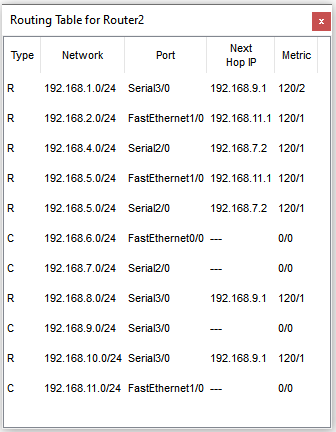 Routing Table for Router2
x
Type Network Port Next Hop IP Metric
R 192.168.1.0/24 Serial3/0 192.168.9.1 120/2
R 192.168.2.0/24 FastEthernet1/0 192.168.11.1 120/1
R 192.168.4.0/24 Serial2/0 192.168.7.2 120/1
R 192.168.5.0/24 FastEthernet1/0 192.168.11.1 120/1
R 192.168.5.0/24 Serial2/0 192.168.7.2 120/1
C 192.168.6.0/24 FastEthernet0/0 --- 0/0
C 192.168.7.0/24 Serial2/0 --- 0/0
R 192.168.8.0/24 Serial3/0 192.168.9.1 120/1
C 192.168.9.0/24 Serial3/0 --- 0/0
R 192.168.10.0/24 Serial3/0 192.168.9.1 120/1
C 192.168.11.0/24 FastEthernet1/0 --- 0/0